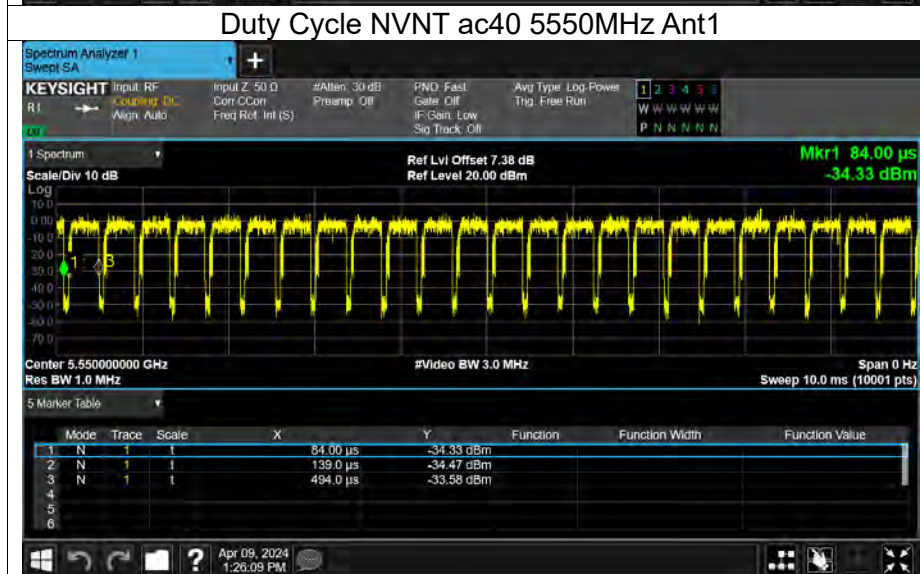 Duty Cycle NVNT ac40 5550MHz Ant1
Spectrum Analyzer 1
Swept SA
+
KEYSIGHT Input: RF Input Z: 50 Ω #Atten: 30 dB PNO: Fast Avg Type: Log-Power 1 2 3 4 5 6
Coupling: DC Corr CCorr Preamp: Off Gate: Off Trig: Free Run W W W W W W
Align: Auto Freq Ref: Int (S) IF Gain: Low P N N N N N
Sig Track: Off
1 Spectrum Ref Lvl Offset 7.38 dB Mkr1 84.00 µs
Scale/Div 10 dB Ref Level 20.00 dBm -34.33 dBm
Log
10.0
0.00
-10.0
-20.0
-30.0
-40.0
-50.0
-60.0
-70.0
1 3
Center 5.550000000 GHz #Video BW 3.0 MHz Span 0 Hz
Res BW 1.0 MHz Sweep 10.0 ms (10001 pts)
5 Marker Table
Mode Trace Scale X Y Function Function Width Function Value
1 N 1 t 84.00 µs -34.33 dBm
2 N 1 t 139.0 µs -34.47 dBm
3 N 1 t 494.0 µs -33.58 dBm
4
5
6
? Apr 09, 2024
1:26:09 PM